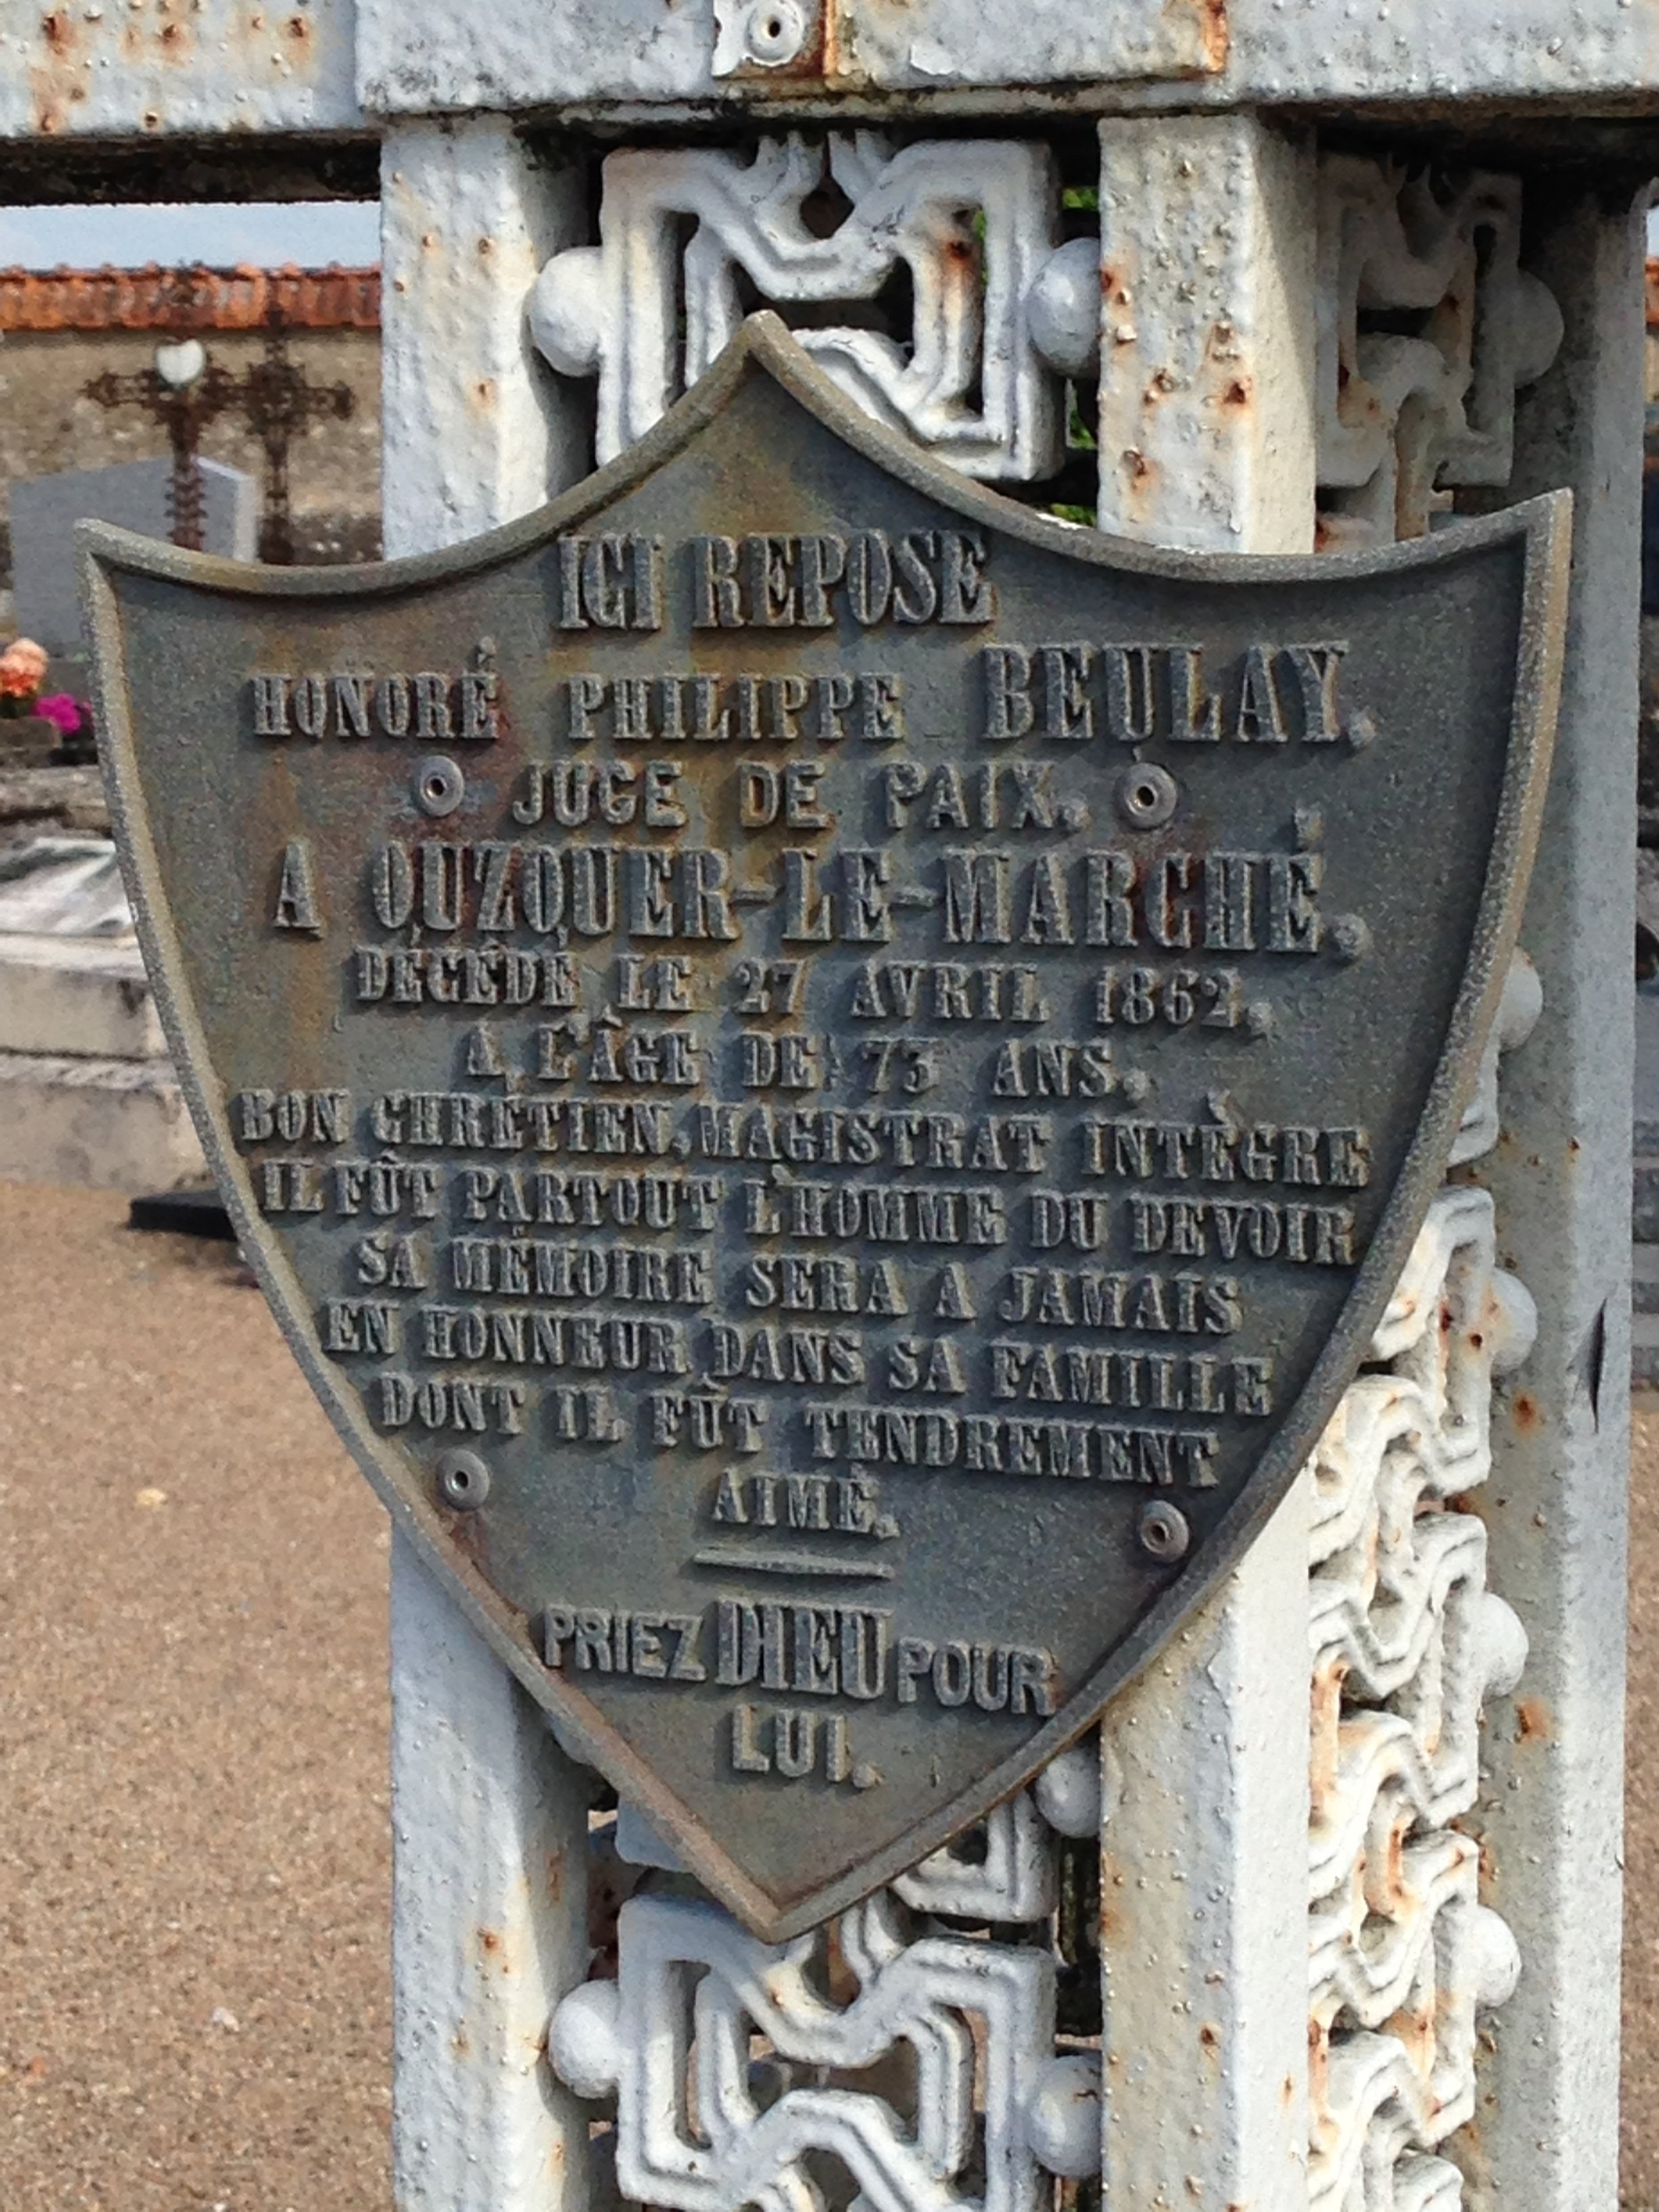 ICI REPOSE
HONORÉ PHILIPPE BEULAY.
JUGE DE PAIX.
A OUZOUER-LE-MARCHÉ.
DÉCÉDÉ LE 27 AVRIL 1862.
A L'ÂGE DE 73 ANS.
BON CHRÉTIEN, MAGISTRAT INTÈGRE
IL FÛT PARTOUT L'HOMME DU DEVOIR
SA MÉMOIRE SERA A JAMAIS
EN HONNEUR DANS SA FAMILLE
DONT IL FÛT TENDREMENT
AIMÉ.
PRIEZ DIEU POUR
LUI.